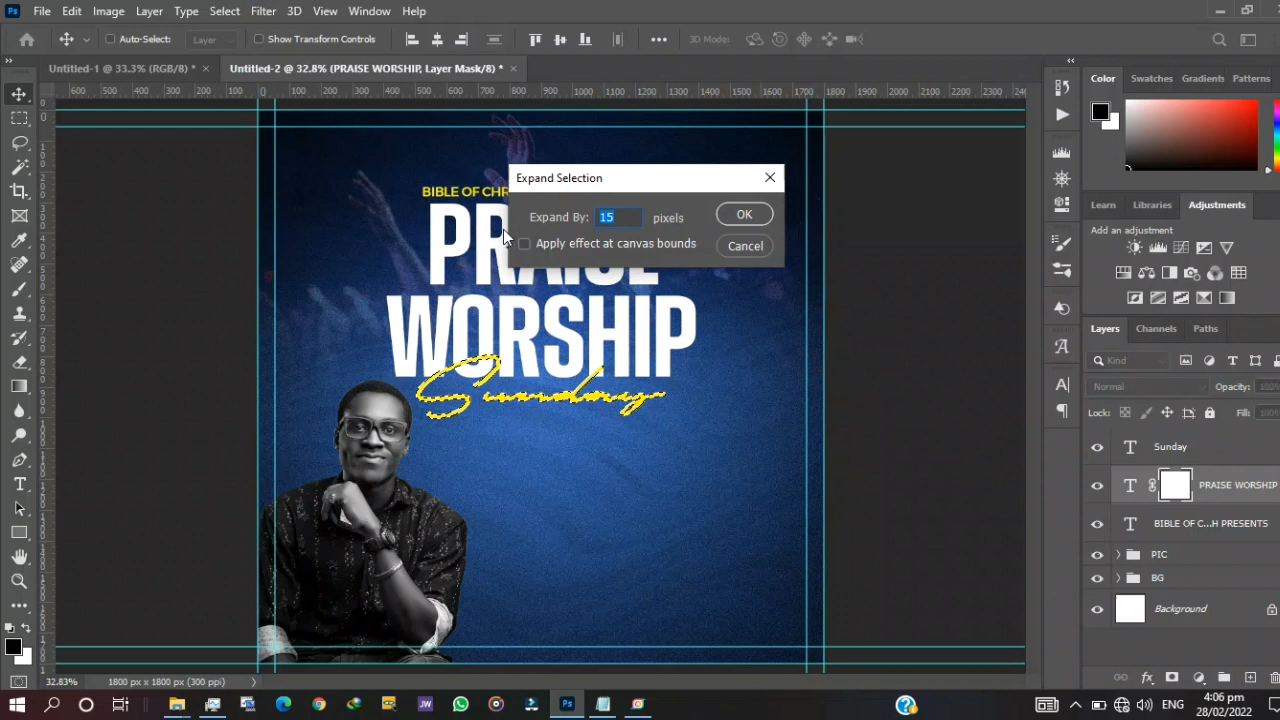 Ps File Edit Image Layer Type Select Filter 3D View Window Help
Auto-Select: Layer Show Transform Controls 3D Mode:
Untitled-1 @ 33.3% (RGB/8) * × Untitled-2 @ 32.8% (PRAISE WORSHIP, Layer Mask/8) * ×
600 500 400 300 200 100 0 100 200 300 400 500 600 700 800 900 1000 1100 1200 1300 1400 1500 1600 1700 1800 1900 2000 2100 2200 2300
Color Swatches Gradients Patterns
Expand Selection
Expand By: 15 pixels OK
Apply effect at canvas bounds Cancel
BIBLE OF CHR
PRAISE
WORSHIP
Sunday
Learn Libraries Adjustments
Add an adjustment
Layers Channels Paths
Kind
Normal Opacity: 100%
Lock: Fill: 100%
Sunday
PRAISE WORSHIP
BIBLE OF C...H PRESENTS
PIC
BG
Background
32.83% 1800 px x 1800 px (300 ppi)
JW
ENG
4:06 pm
28/02/2022